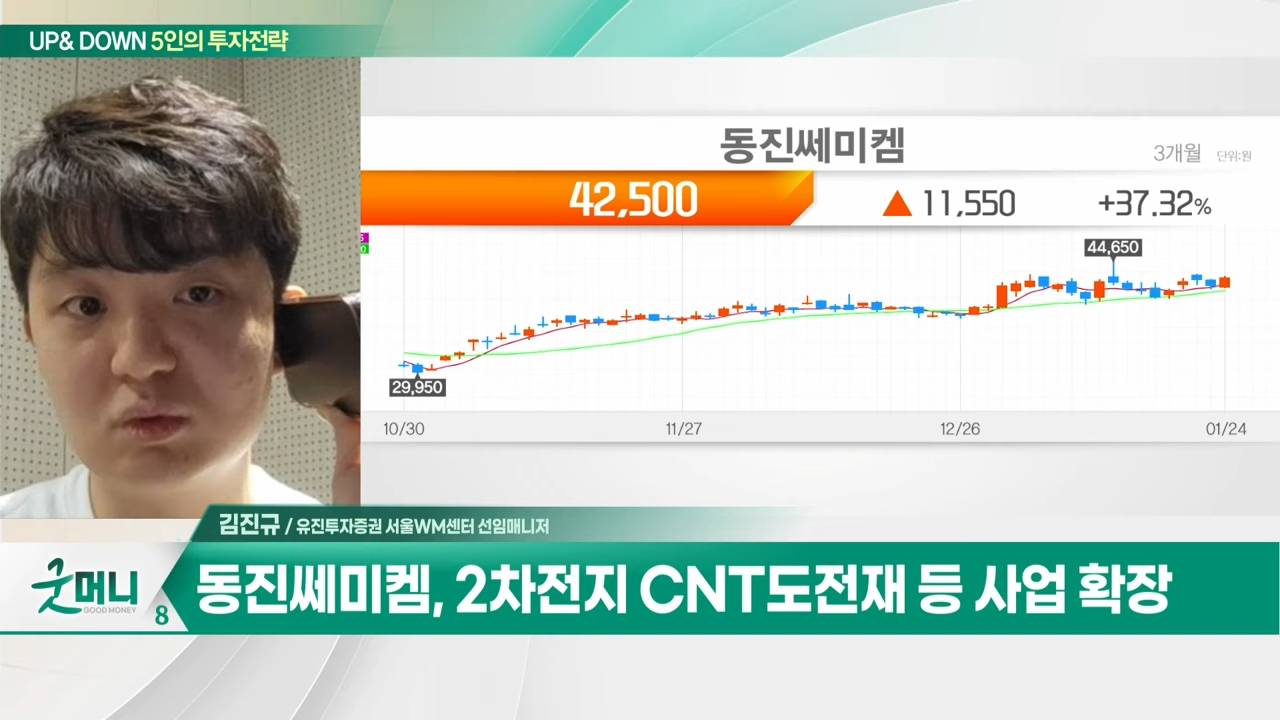 UP& DOWN 5인의 투자전략
동진쎄미켐
3개월 단위:원
42,500 ▲ 11,550 +37.32%
44,650
29,950
10/30 11/27 12/26 01/24
김진규 / 유진투자증권 서울WM센터 선임매니저
굿머니
GOOD MONEY
8
동진쎄미켐, 2차전지 CNT도전재 등 사업 확장